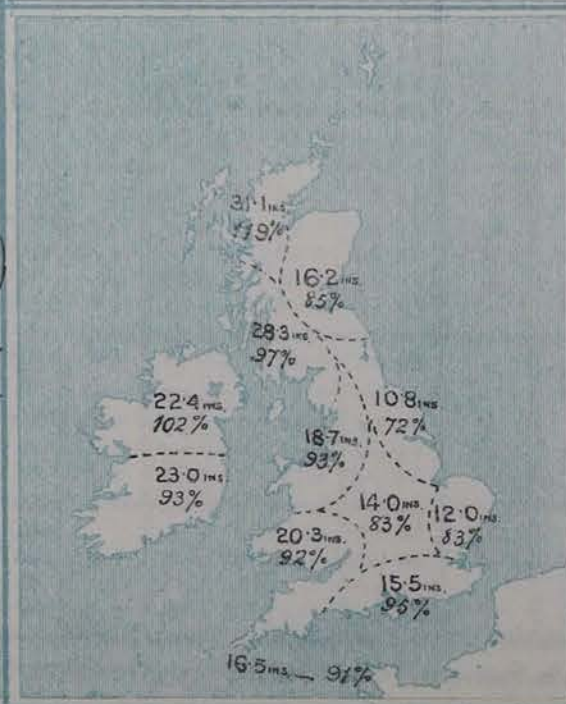 31·1 INS.
119%
16·2 INS.
85%
28·3 INS
97%
22·4 INS.
102%
10·8 INS
72%
18·7 INS.
93%
23·0 INS
93%
14·0 INS.
83%
12·0 INS.
83%
20·3 INS.
92%
15·5 INS.
95%
16·5 INS — 91%